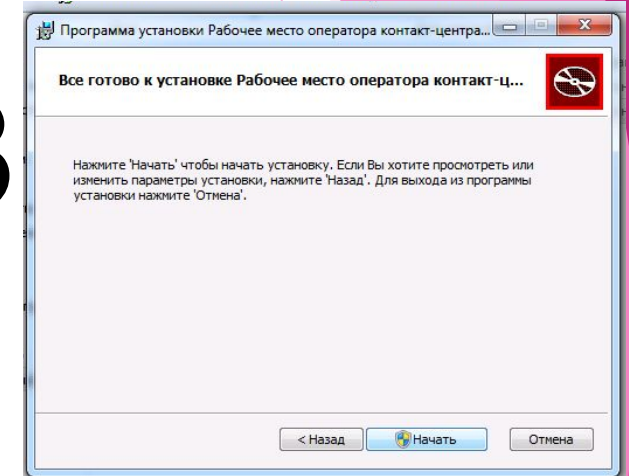 Программа установки Рабочее место оператора контакт-центра...
Все готово к установке Рабочее место оператора контакт-ц...
Нажмите 'Начать' чтобы начать установку. Если Вы хотите просмотреть или
изменить параметры установки, нажмите 'Назад'. Для выхода из программы
установки нажмите 'Отмена'.
< Назад
Начать
Отмена